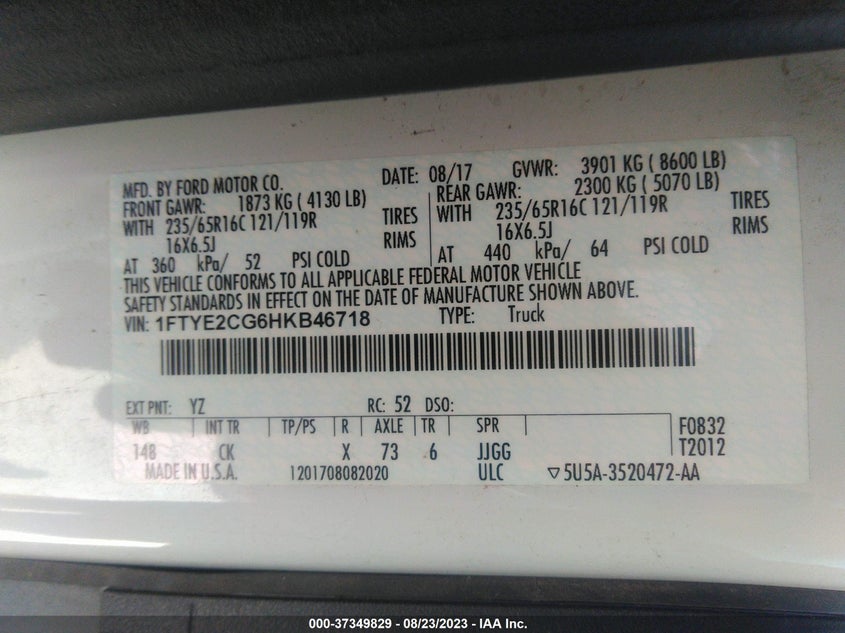 MFD. BY FORD MOTOR CO. DATE: 08/17 GVWR: 3901 KG ( 8600 LB)
FRONT GAWR: 1873 KG ( 4130 LB) REAR GAWR: 2300 KG ( 5070 LB)
WITH 235/65R16C 121/119R TIRES WITH 235/65R16C 121/119R TIRES
16X6.5J RIMS 16X6.5J RIMS
AT 360 kPa/ 52 PSI COLD AT 440 kPa/ 64 PSI COLD
THIS VEHICLE CONFORMS TO ALL APPLICABLE FEDERAL MOTOR VEHICLE
SAFETY STANDARDS IN EFFECT ON THE DATE OF MANUFACTURE SHOWN ABOVE.
VIN: 1FTYE2CG6HKB46718 TYPE: Truck
EXT PNT: YZ RC: 52 DSO:
WB INT TR TP/PS R AXLE TR SPR F0832
148 CK X 73 6 JJGG T2012
MADE IN U.S.A. 1201708082020 ULC ▽5U5A-3520472-AA
000-37349829 - 08/23/2023 - IAA Inc.